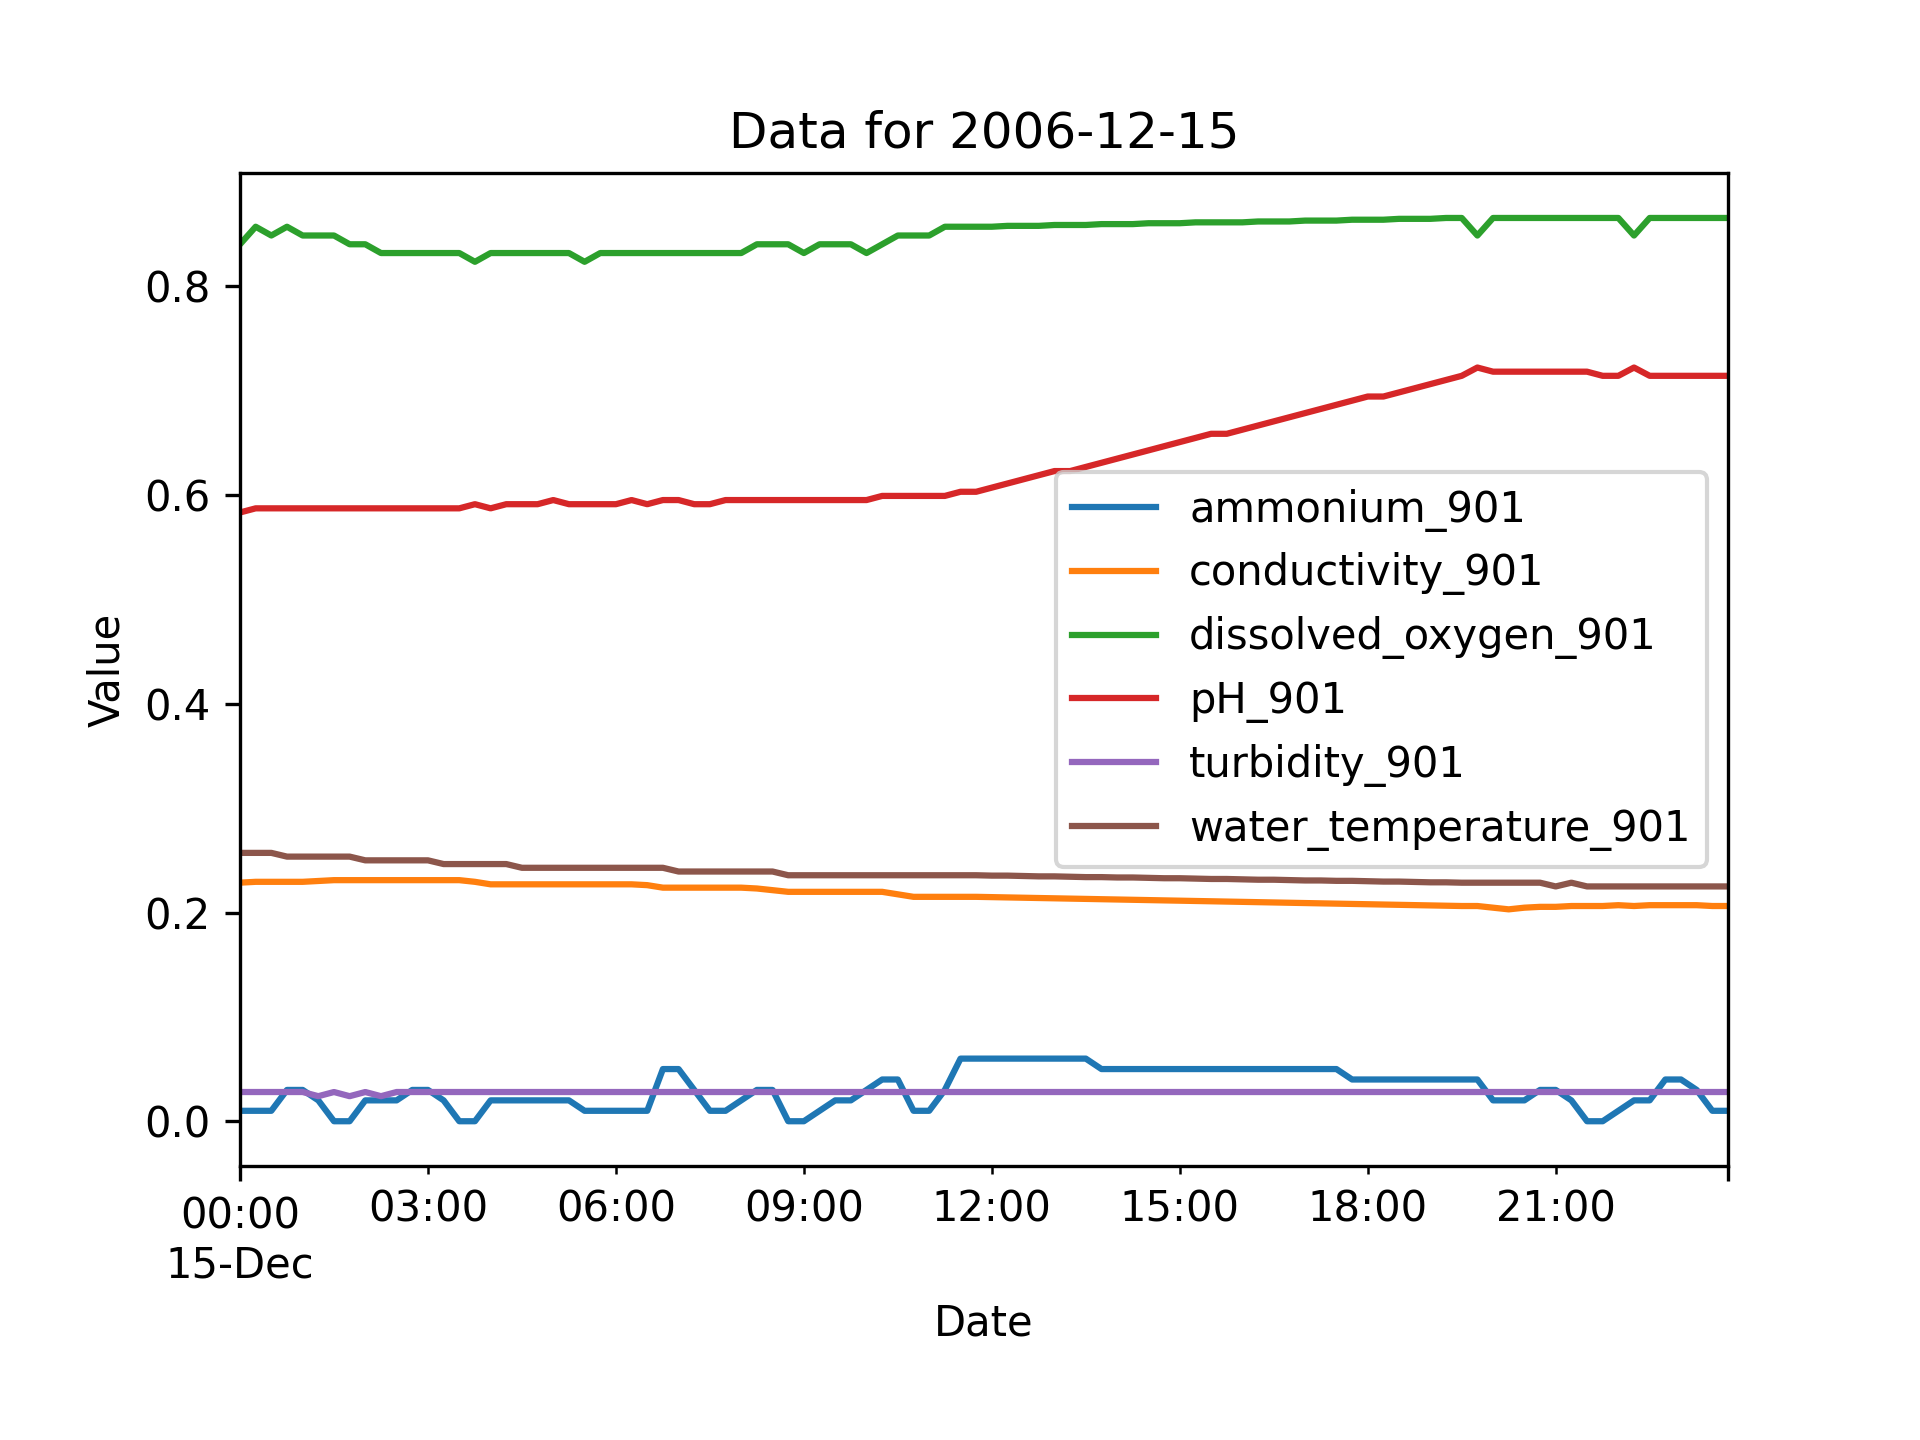 Data for 2006-12-15
Value
0.8
0.6
0.4
0.2
0.0
ammonium_901
conductivity_901
dissolved_oxygen_901
pH_901
turbidity_901
water_temperature_901
00:00 03:00 06:00 09:00 12:00 15:00 18:00 21:00
15-Dec
Date